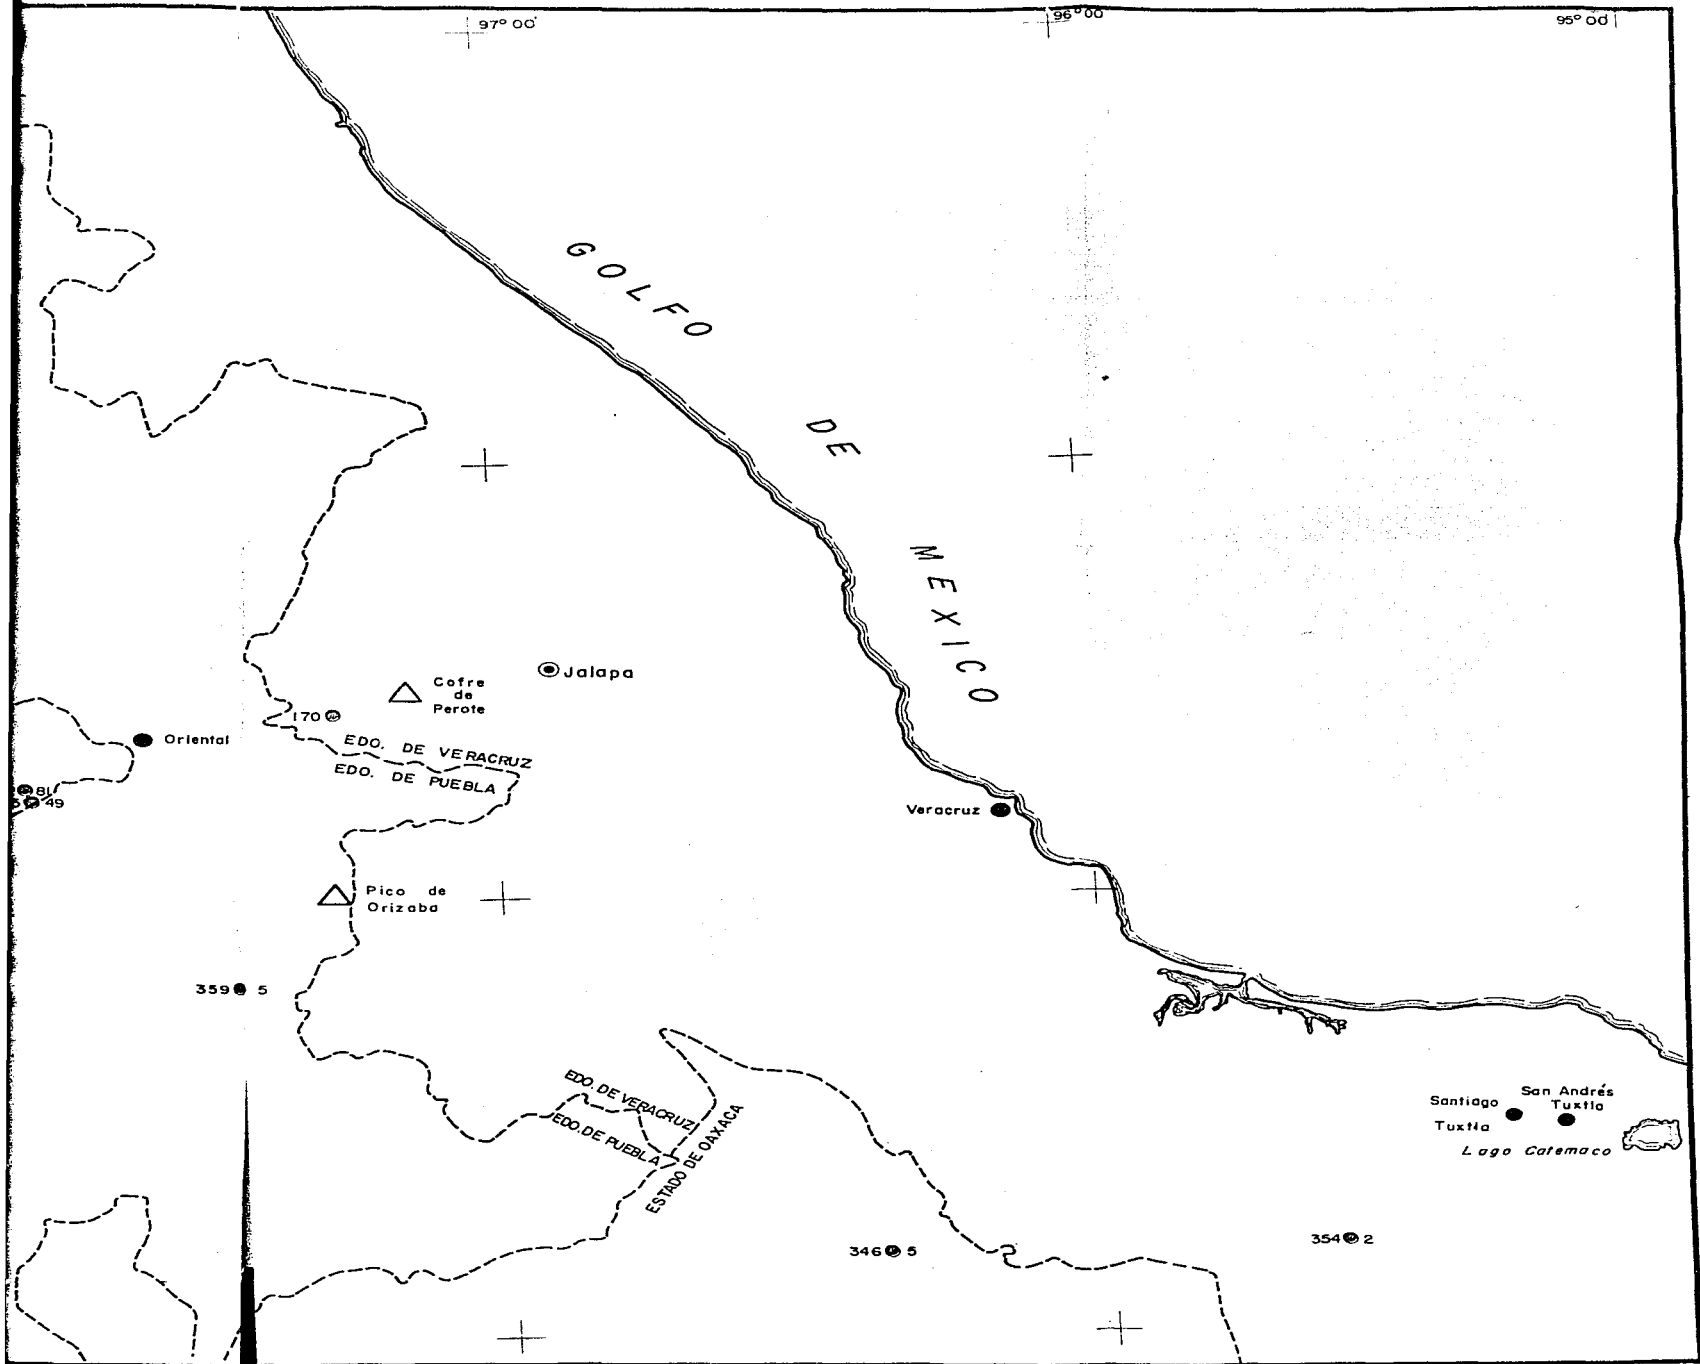 97° 00'
96° 00
95° 00'
GOLFO
DE
MEXICO
Jalapa
Cofre
de
Perote
170
Oriental
EDO. DE VERACRUZ
EDO. DE PUEBLA
81
49
Veracruz
Pico de
Orizaba
359 5
EDO. DE VERACRUZ
EDO. DE PUEBLA
ESTADO DE OAXACA
Santiago
Tuxtla
San Andrés
Tuxtla
Lago Catemaco
346 5
354 2